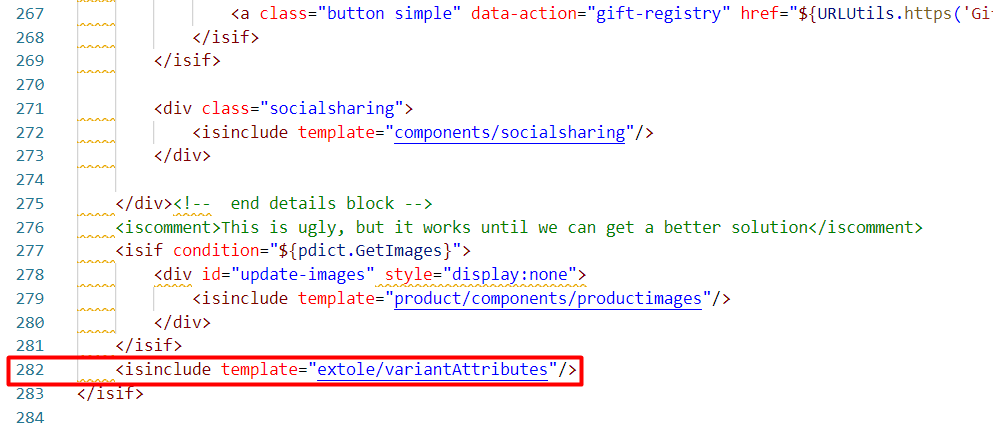 267 <a class="button simple" data-action="gift-registry" href="${URLUtils.https('Gi
268 </isif>
269 </isif>
270
271 <div class="socialsharing">
272 <isinclude template="components/socialsharing"/>
273 </div>
274
275 </div><!--  end details block -->
276 <iscomment>This is ugly, but it works until we can get a better solution</iscomment>
277 <isif condition="${pdict.GetImages}">
278 <div id="update-images" style="display:none">
279 <isinclude template="product/components/productimages"/>
280 </div>
281 </isif>
282 <isinclude template="extole/variantAttributes"/>
283 </isif>
284